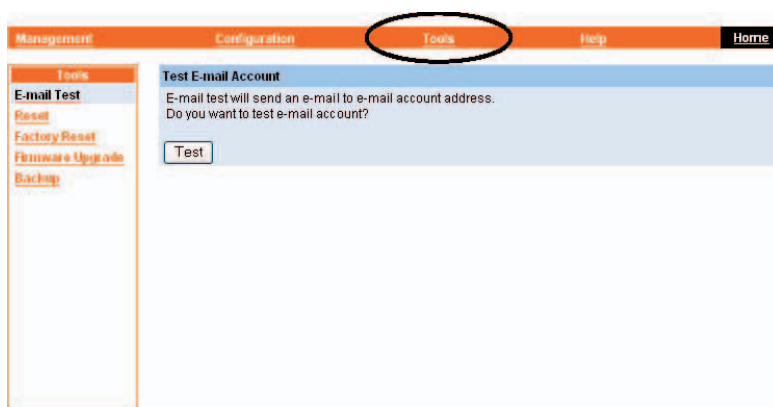 Management Configuration Tools Help Home
Tools
E-mail Test
Reset
Factory Reset
Firmware Upgrade
Backup
Test E-mail Account
E-mail test will send an e-mail to e-mail account address.
Do you want to test e-mail account?
Test